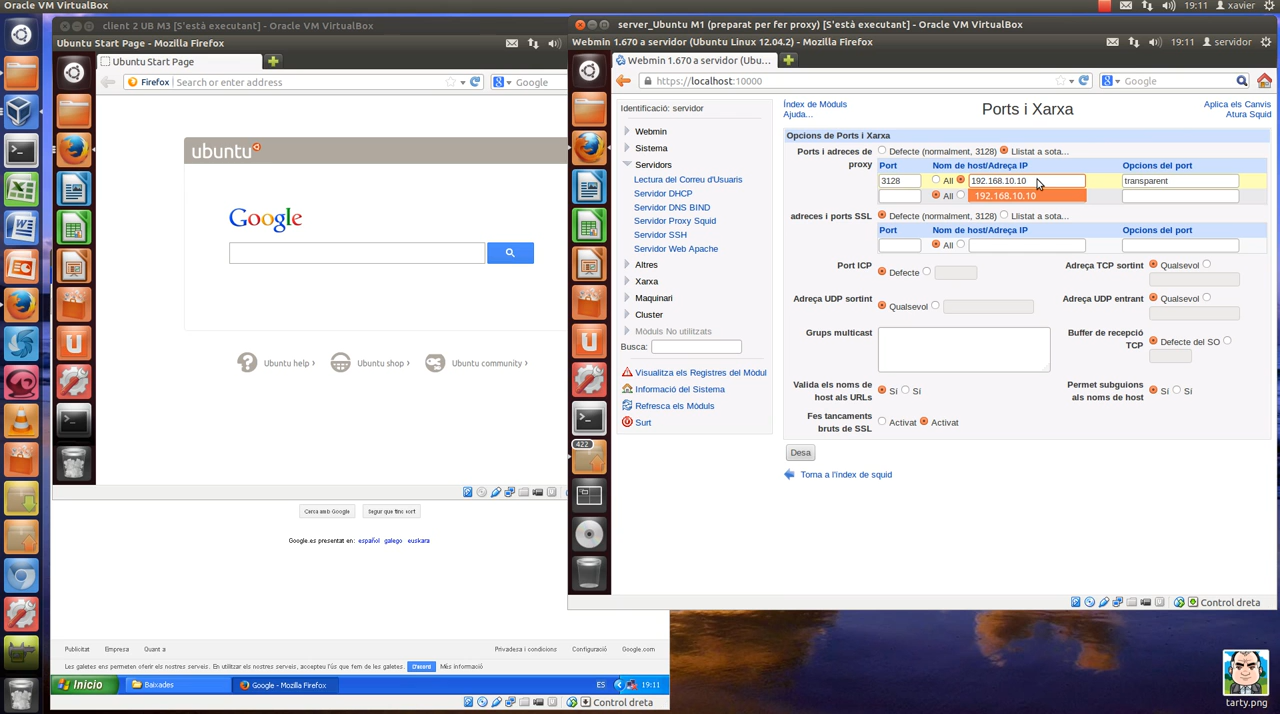 Oracle VM VirtualBox
19:11 xavier
client 2 UB M3 [S'està executant] - Oracle VM VirtualBox
Ubuntu Start Page - Mozilla Firefox
Ubuntu Start Page
Firefox Search or enter address
Google
ubuntu
Google
Ubuntu help ›
Ubuntu shop ›
Ubuntu community ›
Cerca amb Google
Segur que tinc sort
Google.es presentat en: español galego euskara
Publicitat Empresa Quant a
Privadesa i condicions Configuració Google.com
Les galetes ens permeten oferir els nostres serveis. En utilitzar els nostres serveis, accepteu l'ús que fem de les galetes. D'acord Més informació
Inicio
Baixades
Google - Mozilla Firefox
ES
19:11
Control dreta
server_Ubuntu M1 (preparat per fer proxy) [S'està executant] - Oracle VM VirtualBox
Webmin 1.670 a servidor (Ubuntu Linux 12.04.2) - Mozilla Firefox
19:11 servidor
Webmin 1.670 a servidor (Ubu...
https://localhost:10000
Google
422
Identificació: servidor
Webmin
Sistema
Servidors
Lectura del Correu d'Usuaris
Servidor DHCP
Servidor DNS BIND
Servidor Proxy Squid
Servidor SSH
Servidor Web Apache
Altres
Xarxa
Maquinari
Cluster
Mòduls No utilitzats
Busca:
Visualitza els Registres del Mòdul
Informació del Sistema
Refresca els Mòduls
Surt
Índex de Mòduls
Ajuda...
Ports i Xarxa
Aplica els Canvis
Atura Squid
Opcions de Ports i Xarxa
Ports i adreces de proxy
Defecte (normalment, 3128) Llistat a sota...
Port Nom de host/Adreça IP Opcions del port
3128 All 192.168.10.10 transparent
All 192.168.10.10
adreces i ports SSL
Defecte (normalment, 3128) Llistat a sota...
Port Nom de host/Adreça IP Opcions del port
All
Port ICP Defecte
Adreça TCP sortint Qualsevol
Adreça UDP sortint Qualsevol
Adreça UDP entrant Qualsevol
Grups multicast
Buffer de recepció TCP Defecte del SO
Valida els noms de host als URLs Sí Sí
Permet subguions als noms de host Sí Sí
Fes tancaments bruts de SSL Activat Activat
Desa
Torna a l'índex de squid
Control dreta
tarty.png